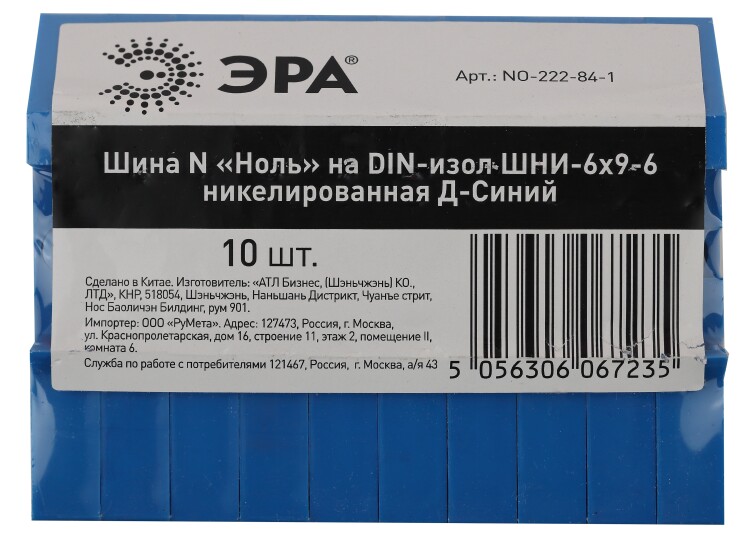 ЭРА®
Арт.: NO-222-84-1
Шина N «Ноль» на DIN-изол-ШНИ-6х9-6
никелированная Д-Синий
10 шт.
Сделано в Китае. Изготовитель: «АТЛ Бизнес, (Шэньчжэнь) КО.,
ЛТД», КНР, 518054, Шэньчжэнь, Наньшань Дистрикт, Чуанъе стрит,
Нос Баоличэн Билдинг, рум 901.
Импортер: ООО «РуМета». Адрес: 127473, Россия, г. Москва,
ул. Краснопролетарская, дом 16, строение 11, этаж 2, помещение II,
комната 6.
Служба по работе с потребителями 121467, Россия, г. Москва, а/я 43
5 056306 067235